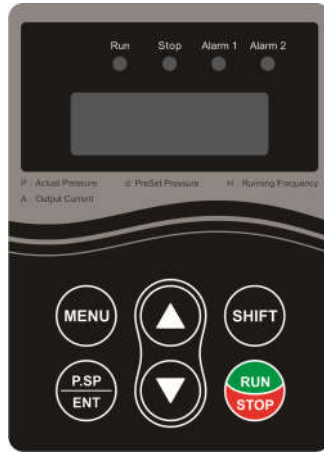 Run Stop Alarm 1 Alarm 2
P : Actual Pressure d: PreSet Pressure H : Running Frequency
A : Output Current
MENU SHIFT
P.SP RUN
ENT STOP